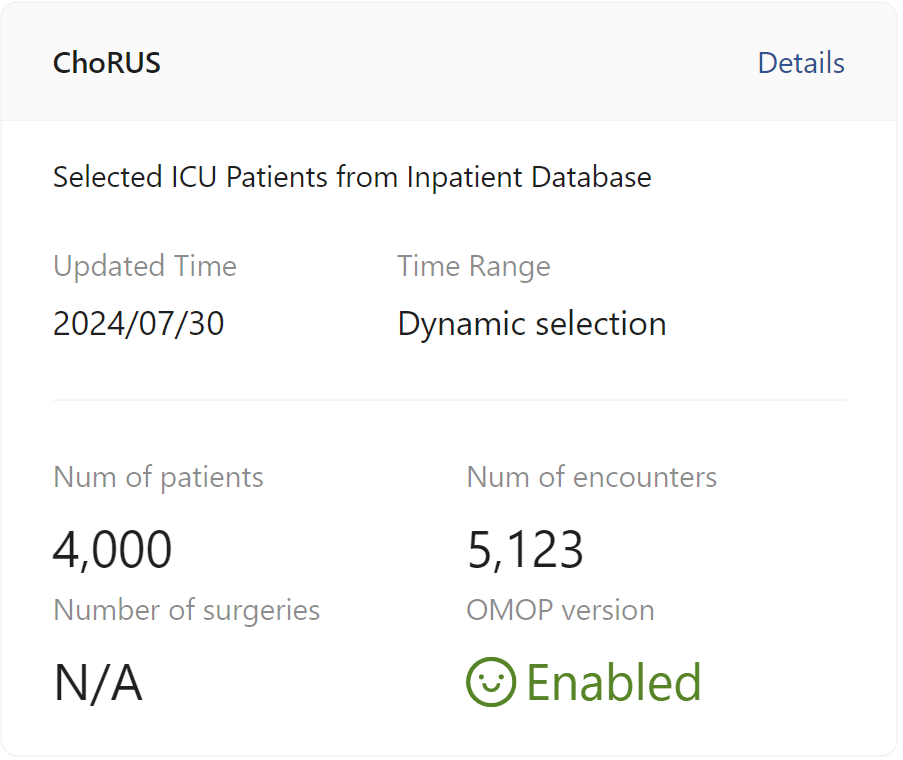 ChoRUS Details
Selected ICU Patients from Inpatient Database
Updated Time Time Range
2024/07/30 Dynamic selection
Num of patients Num of encounters
4,000 5,123
Number of surgeries OMOP version
N/A Enabled